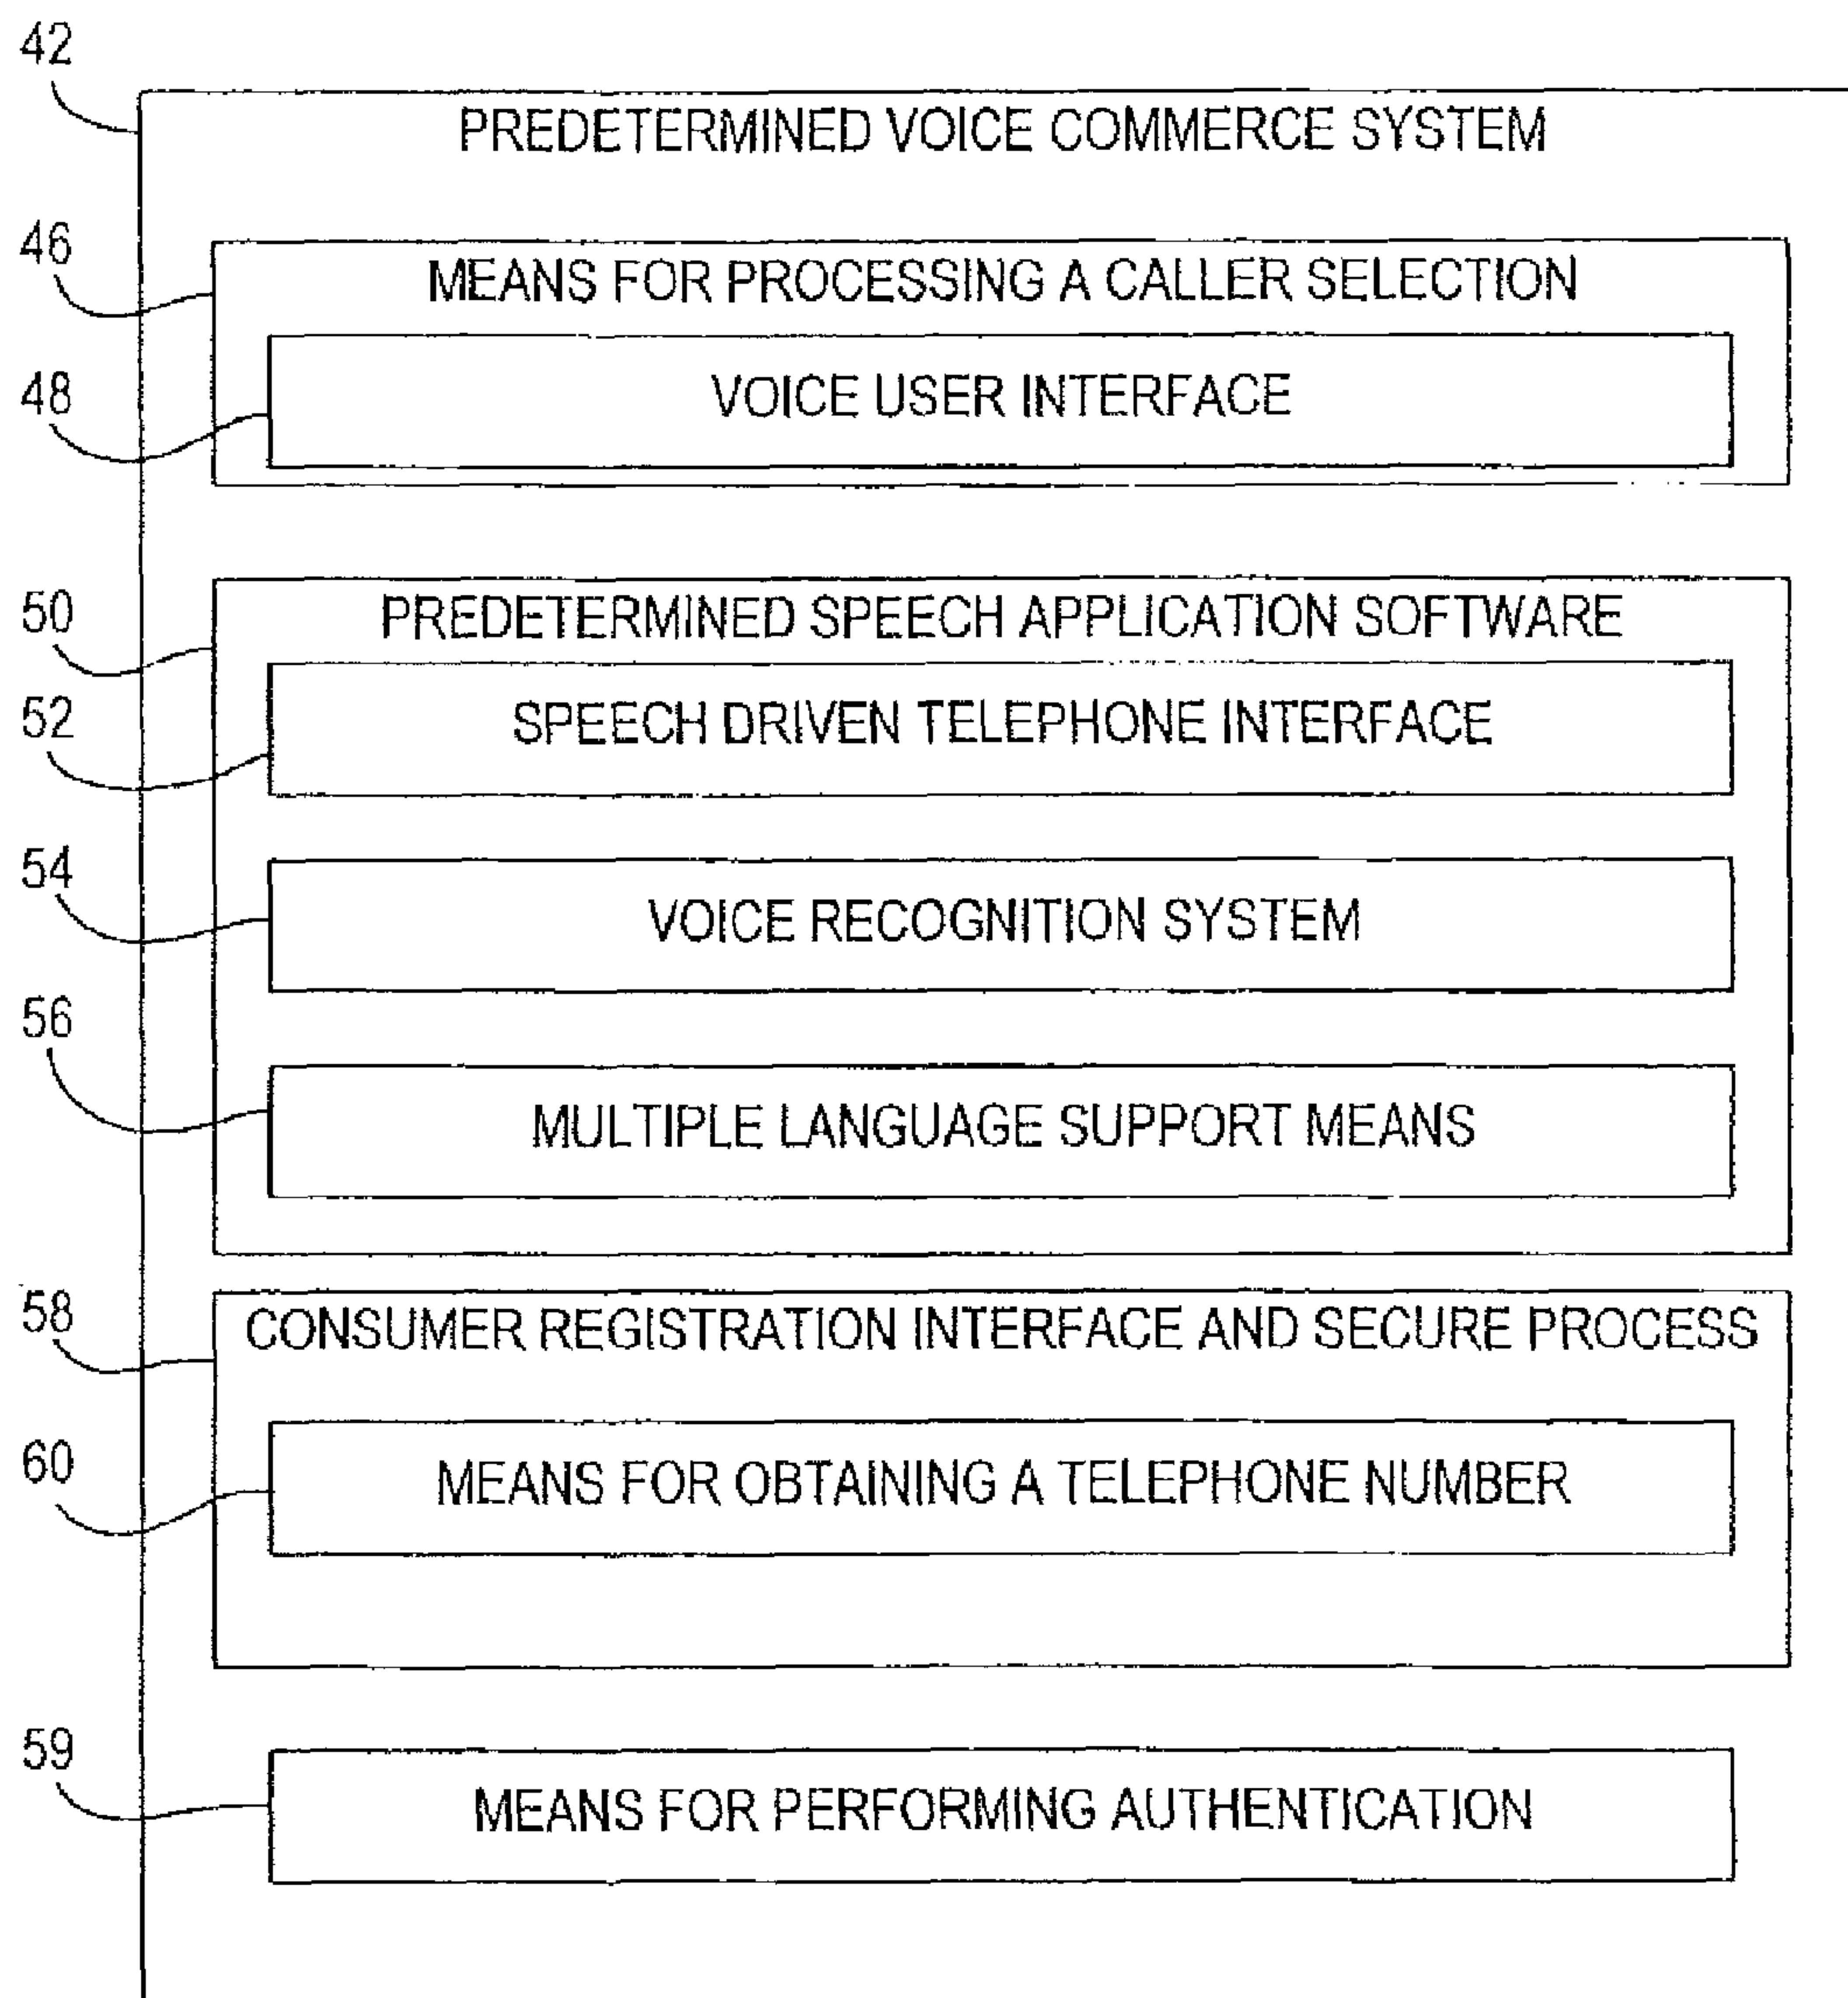 42
PREDETERMINED VOICE COMMERCE SYSTEM
46
MEANS FOR PROCESSING A CALLER SELECTION
48
VOICE USER INTERFACE
50
PREDETERMINED SPEECH APPLICATION SOFTWARE
52
SPEECH DRIVEN TELEPHONE INTERFACE
54
VOICE RECOGNITION SYSTEM
56
MULTIPLE LANGUAGE SUPPORT MEANS
58
CONSUMER REGISTRATION INTERFACE AND SECURE PROCESS
60
MEANS FOR OBTAINING A TELEPHONE NUMBER
59
MEANS FOR PERFORMING AUTHENTICATION